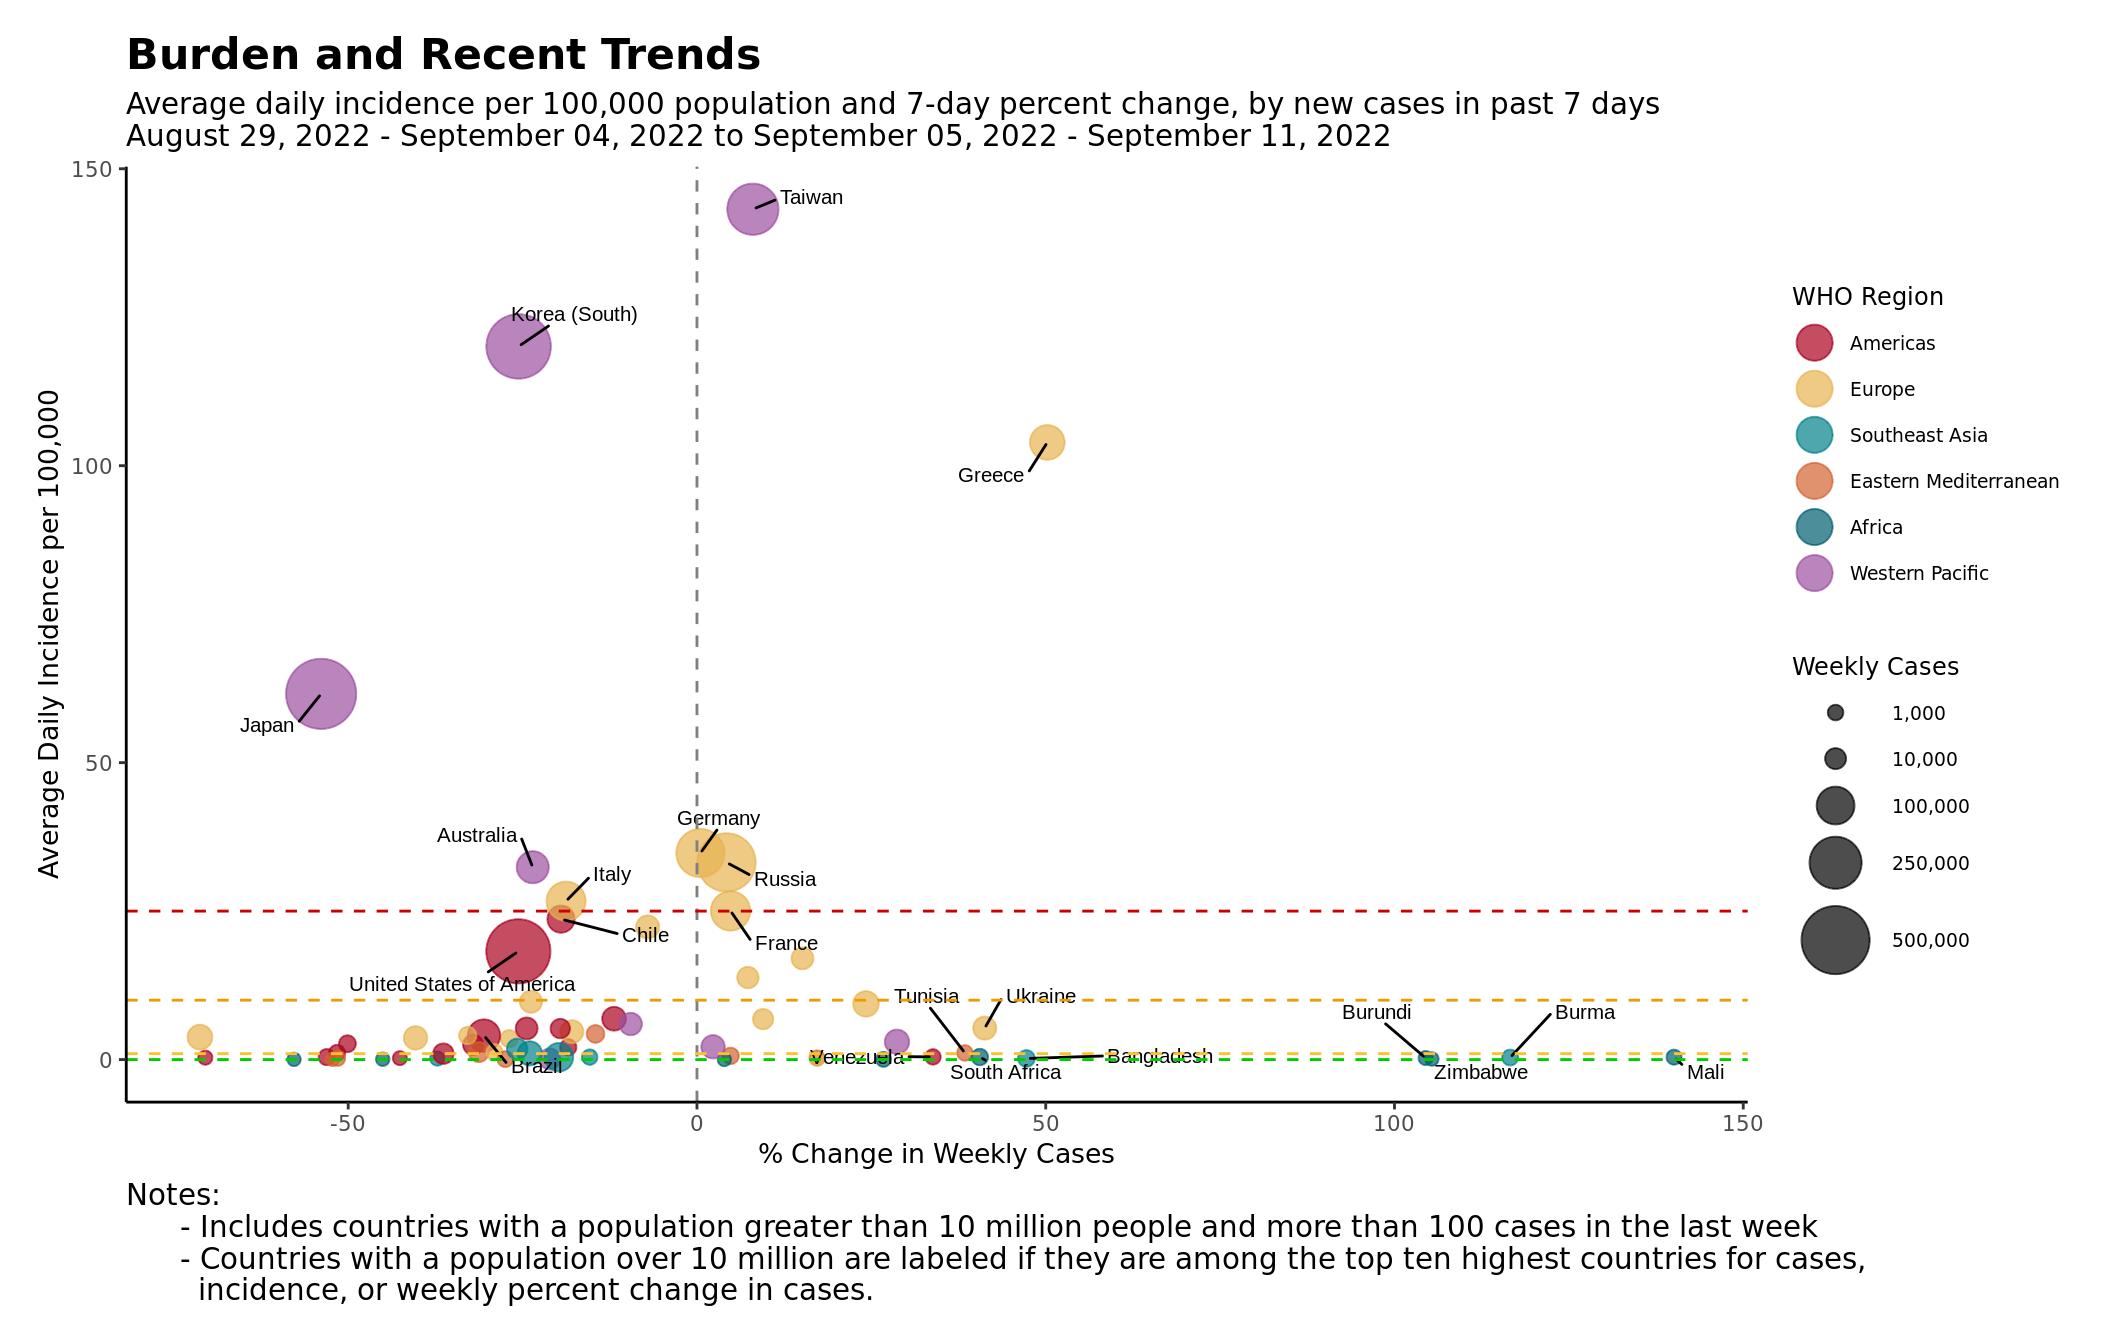 Burden and Recent Trends
Average daily incidence per 100,000 population and 7-day percent change, by new cases in past 7 days
August 29, 2022 - September 04, 2022 to September 05, 2022 - September 11, 2022
Average Daily Incidence per 100,000
150
100
50
0
Taiwan
Korea (South)
Greece
Japan
Germany
Australia
Italy
Russia
Chile
France
United States of America
Tunisia
Ukraine
Burundi
Burma
Venezuela
Bangladesh
Brazil
South Africa
Zimbabwe
Mali
-50
0
50
100
150
% Change in Weekly Cases
WHO Region
Americas
Europe
Southeast Asia
Eastern Mediterranean
Africa
Western Pacific
Weekly Cases
1,000
10,000
100,000
250,000
500,000
Notes:
- Includes countries with a population greater than 10 million people and more than 100 cases in the last week
- Countries with a population over 10 million are labeled if they are among the top ten highest countries for cases,
incidence, or weekly percent change in cases.